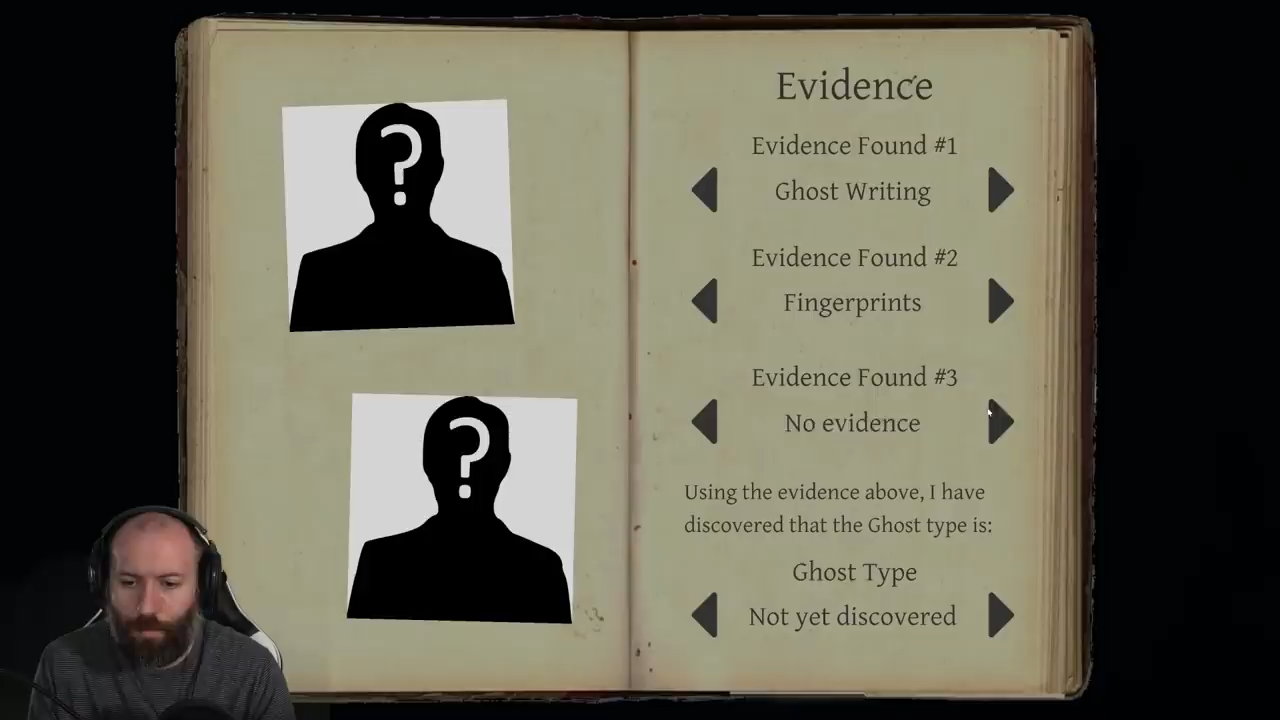 ?
?
Evidence
Evidence Found #1
Ghost Writing
Evidence Found #2
Fingerprints
Evidence Found #3
No evidence
Using the evidence above, I have
discovered that the Ghost type is:
Ghost Type
Not yet discovered